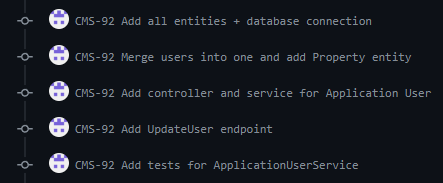 CMS-92 Add all entities + database connection
CMS-92 Merge users into one and add Property entity
CMS-92 Add controller and service for Application User
CMS-92 Add UpdateUser endpoint
CMS-92 Add tests for ApplicationUserService